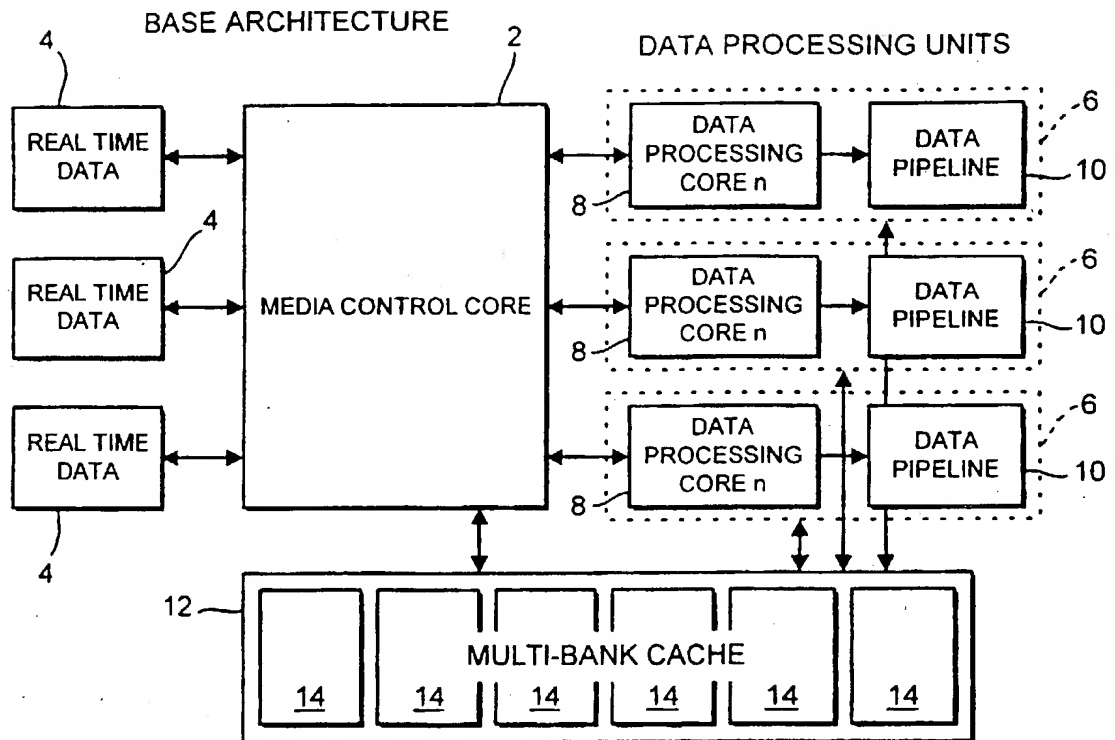 BASE ARCHITECTURE
DATA PROCESSING UNITS
4
2
REAL TIME
DATA
DATA
PROCESSING
CORE n
DATA
PIPELINE
6
8
10
4
REAL TIME
DATA
MEDIA CONTROL CORE
DATA
PROCESSING
CORE n
DATA
PIPELINE
6
8
10
REAL TIME
DATA
4
DATA
PROCESSING
CORE n
DATA
PIPELINE
6
8
10
12
MULTI-BANK CACHE
14 14 14 14 14 14